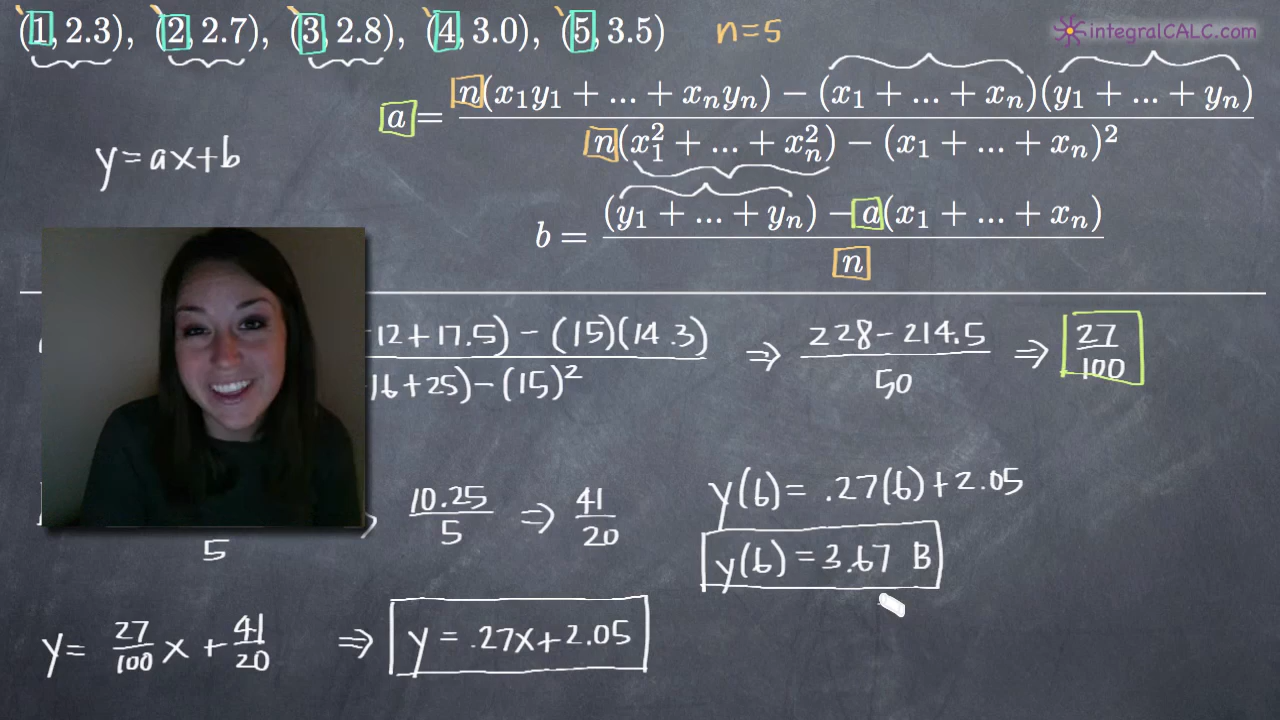 (1, 2.3), (2, 2.7), (3, 2.8), (4, 3.0), (5, 3.5) n=5
integralCALC.com
a = n(x₁y₁ + ... + xₙyₙ) − (x₁ + ... + xₙ)(y₁ + ... + yₙ)
n(x₁² + ... + xₙ²) − (x₁ + ... + xₙ)²
y=ax+b
b = (y₁ + ... + yₙ) − a(x₁ + ... + xₙ)
n
12+17.5) − (15)(14.3) ⇒ 228−214.5 ⇒ 27
16+25) − (15)² 50 100
10.25 ⇒ 41
5 5 20
y(6) = .27(6)+2.05
y(6) = 3.67 B
y = 27/100 x + 41/20 ⇒ y = .27x+2.05